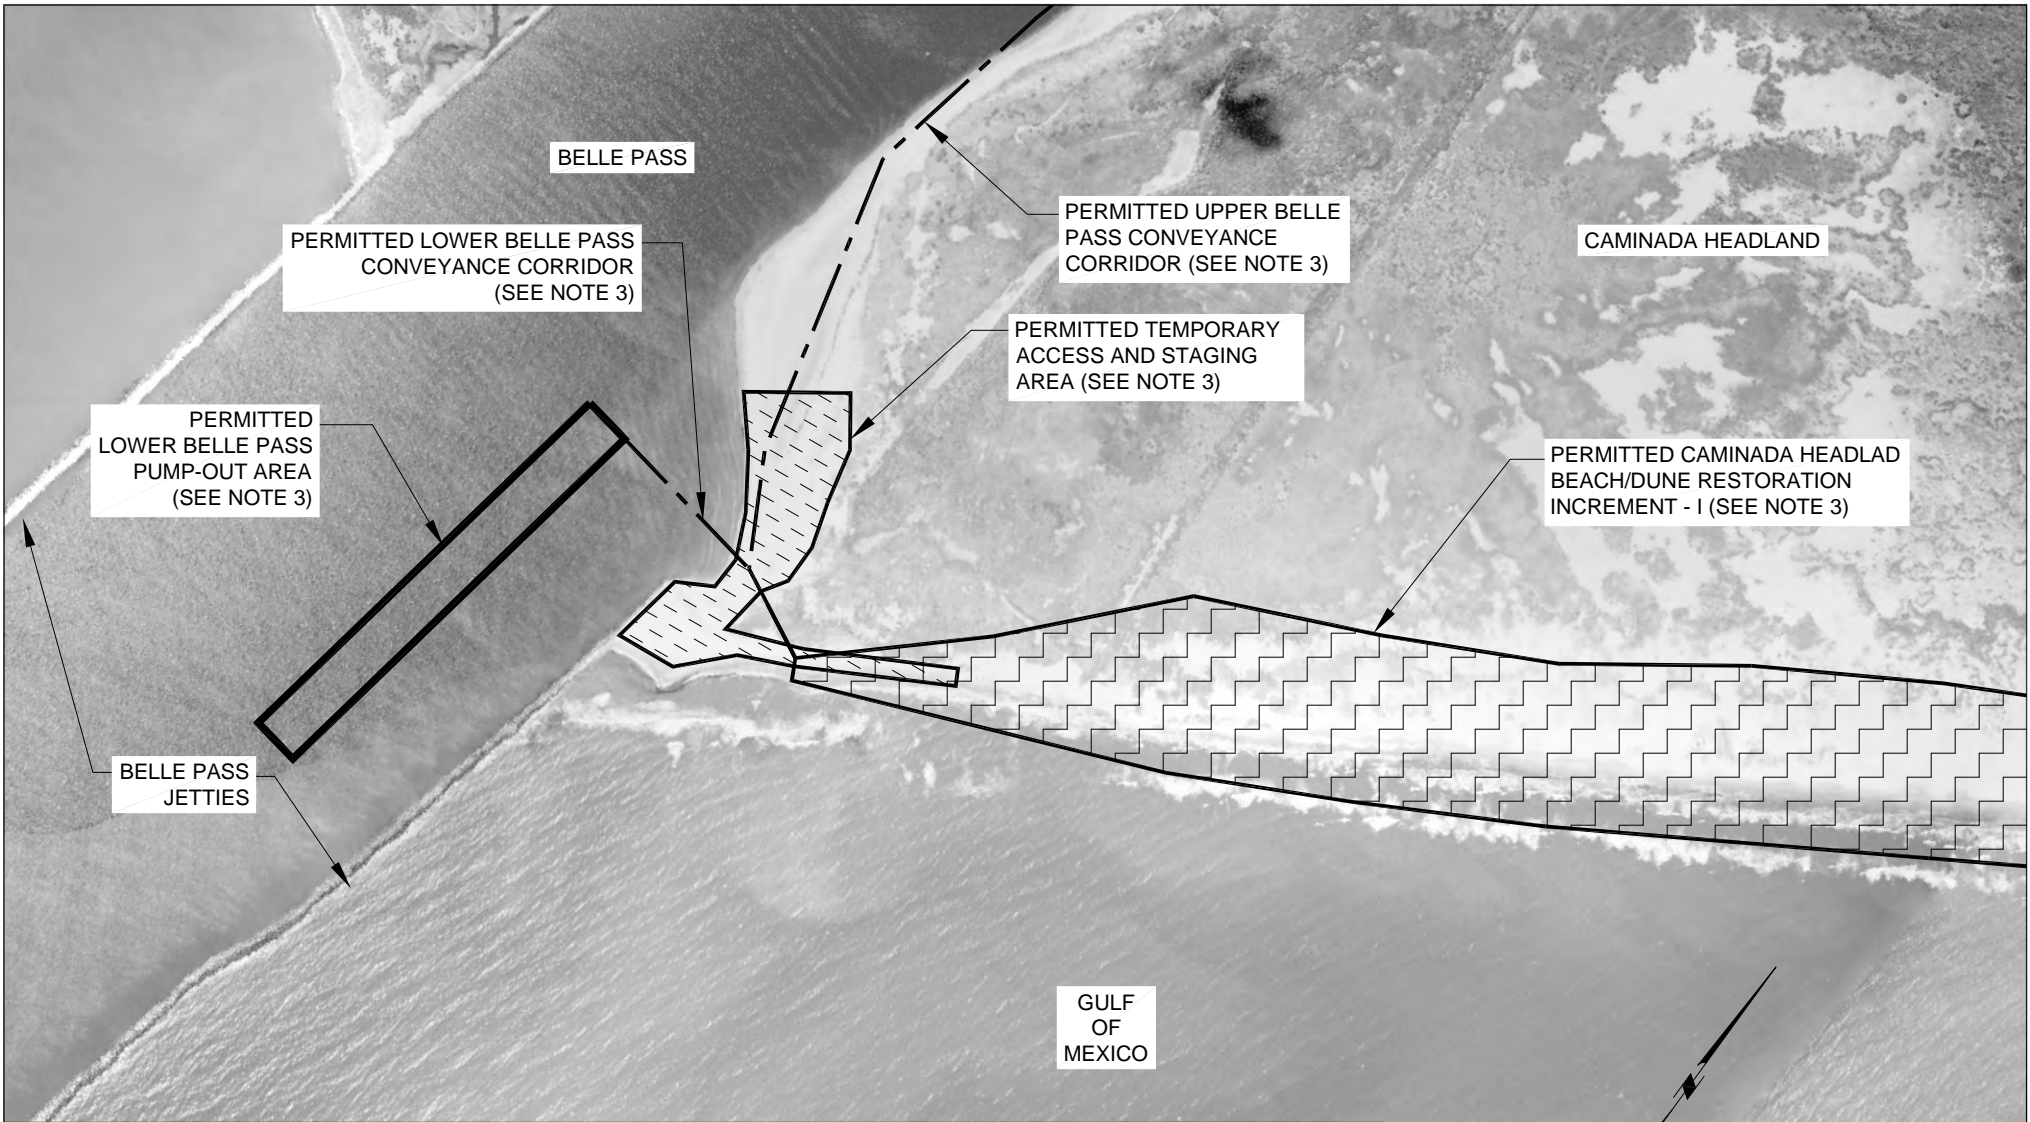 BELLE PASS
PERMITTED UPPER BELLE
PASS CONVEYANCE
CORRIDOR (SEE NOTE 3)
CAMINADA HEADLAND
PERMITTED LOWER BELLE PASS
CONVEYANCE CORRIDOR
(SEE NOTE 3)
PERMITTED TEMPORARY
ACCESS AND STAGING
AREA (SEE NOTE 3)
PERMITTED
LOWER BELLE PASS
PUMP-OUT AREA
(SEE NOTE 3)
PERMITTED CAMINADA HEADLAD
BEACH/DUNE RESTORATION
INCREMENT - I (SEE NOTE 3)
BELLE PASS
JETTIES
GULF
OF
MEXICO